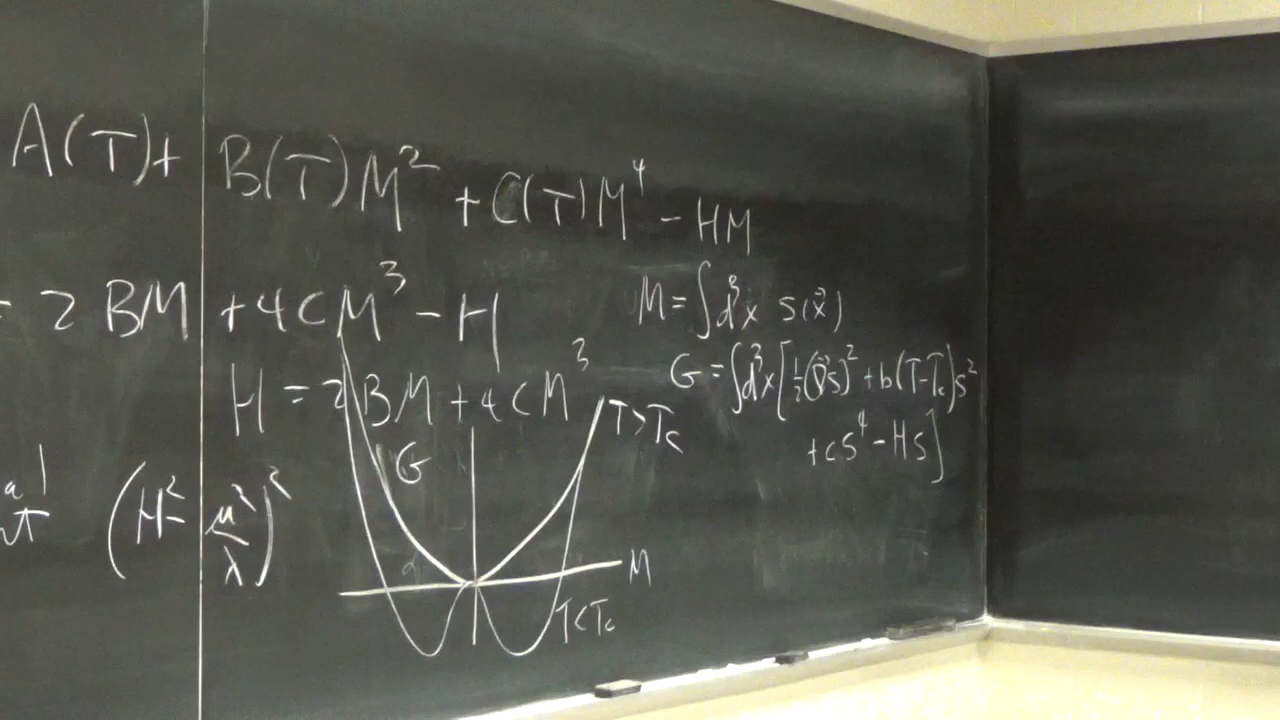 A(T) + B(T)M² + C(T)M⁴ - HM
= 2BM + 4CM³ - H
M = ∫d³x s(x⃗)
H = 2BM + 4CM³
G = ∫d³x[½(∇⃗s)² + b(T-Tc)s²
+ cs⁴ - Hs]
T>Tc
G
(H² - μ²/λ)²
M
T<Tc